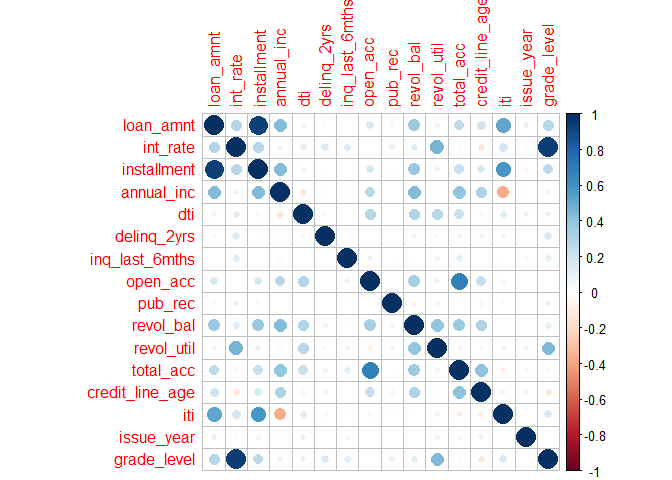 loan_amnt
int_rate
installment
annual_inc
dti
delinq_2yrs
inq_last_6mths
open_acc
pub_rec
revol_bal
revol_util
total_acc
credit_line_age
iti
issue_year
grade_level
loan_amnt
int_rate
installment
annual_inc
dti
delinq_2yrs
inq_last_6mths
open_acc
pub_rec
revol_bal
revol_util
total_acc
credit_line_age
iti
issue_year
grade_level
1
0.8
0.6
0.4
0.2
0
-0.2
-0.4
-0.6
-0.8
-1